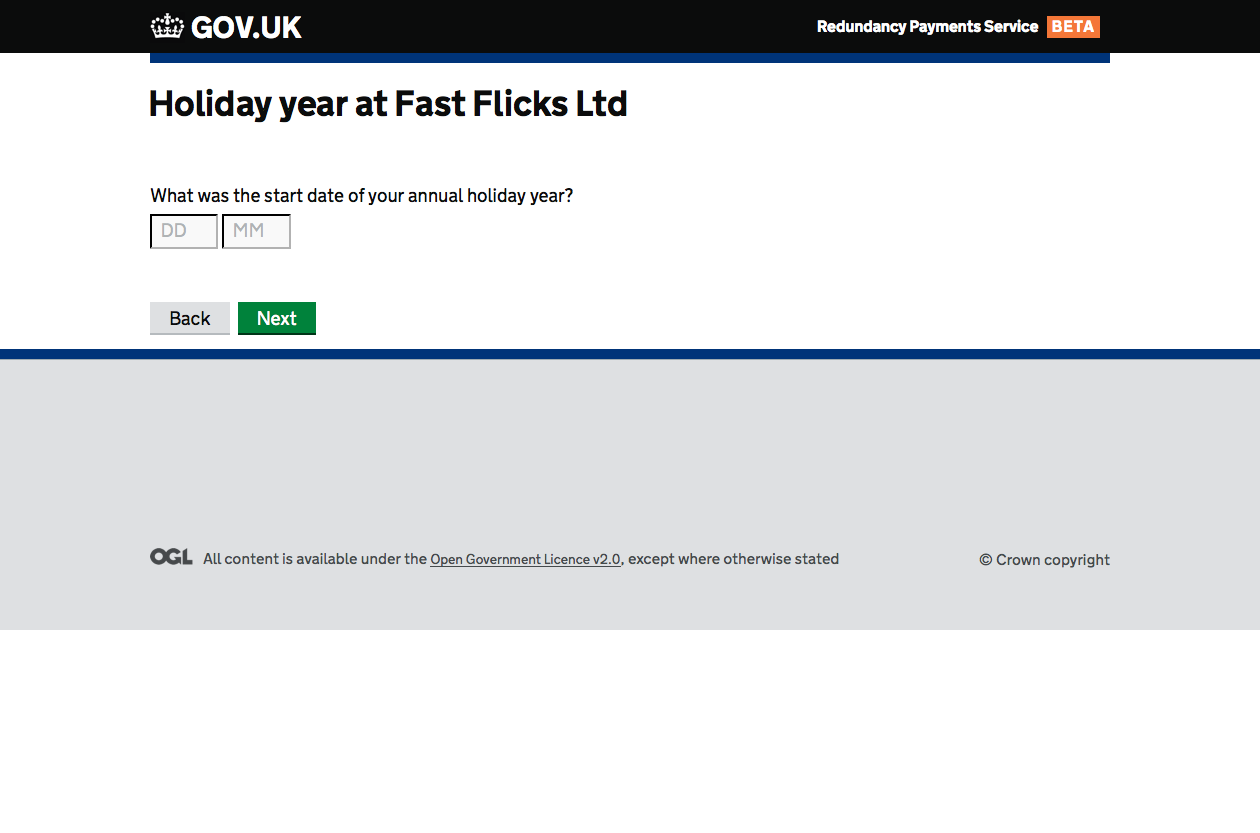 GOV.UK
Redundancy Payments Service BETA
Holiday year at Fast Flicks Ltd
What was the start date of your annual holiday year?
DD MM
Back Next
OGL All content is available under the Open Government Licence v2.0, except where otherwise stated
© Crown copyright